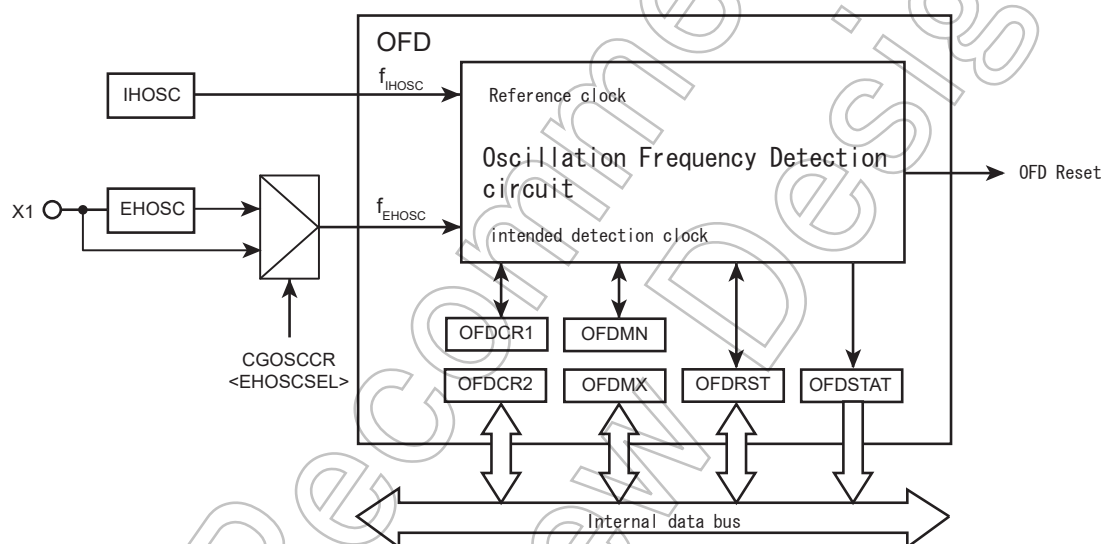 OFD
IHOSC
fIHOSC
Reference clock
Oscillation Frequency Detection
circuit
OFD Reset
X1
EHOSC
fEHOSC
intended detection clock
CGOSCCR
<EHOSCSEL>
OFDCR1
OFDMN
OFDCR2
OFDMX
OFDRST
OFDSTAT
Internal data bus